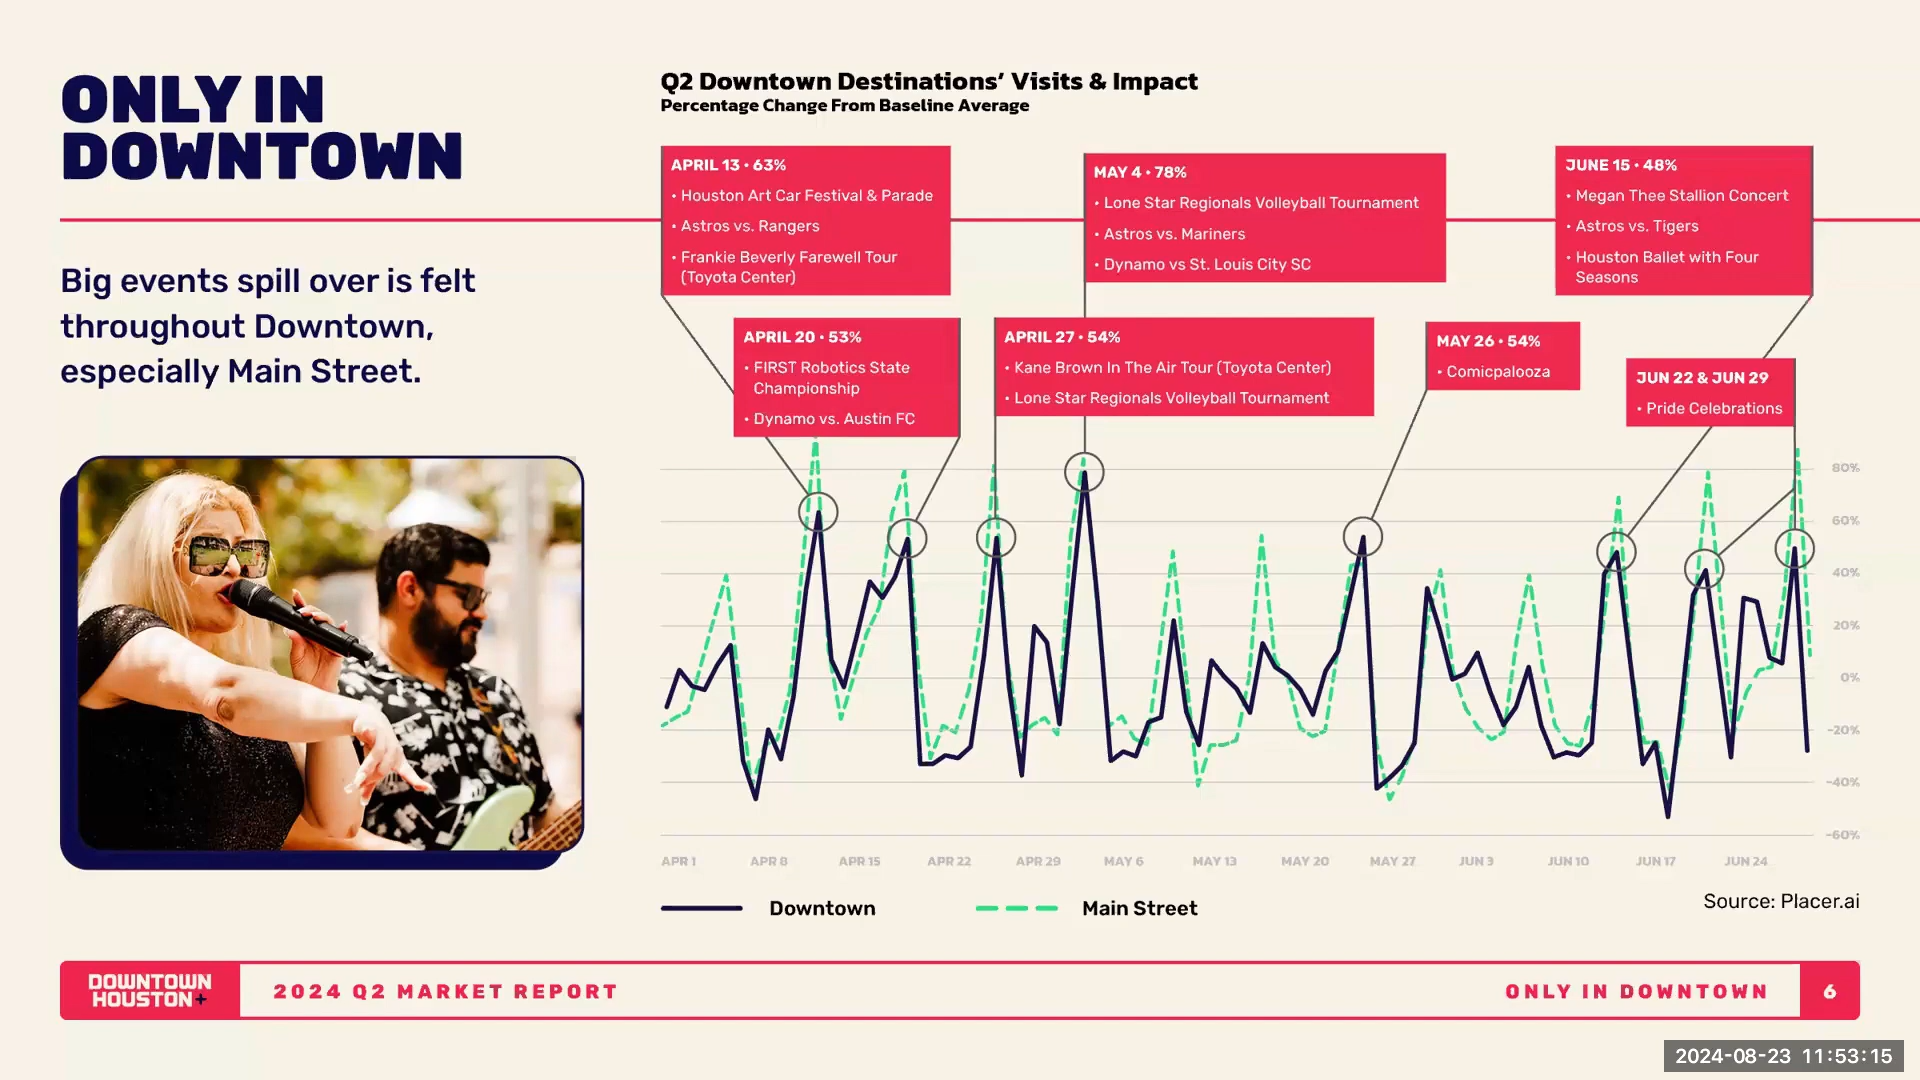 ONLY IN
DOWNTOWN
Big events spill over is felt
throughout Downtown,
especially Main Street.
Q2 Downtown Destinations’ Visits & Impact
Percentage Change From Baseline Average
APRIL 13 • 63%
• Houston Art Car Festival & Parade
• Astros vs. Rangers
• Frankie Beverly Farewell Tour
(Toyota Center)
MAY 4 • 78%
• Lone Star Regionals Volleyball Tournament
• Astros vs. Mariners
• Dynamo vs St. Louis City SC
JUNE 15 • 48%
• Megan Thee Stallion Concert
• Astros vs. Tigers
• Houston Ballet with Four
Seasons
APRIL 20 • 53%
• FIRST Robotics State
Championship
• Dynamo vs. Austin FC
APRIL 27 • 54%
• Kane Brown In The Air Tour (Toyota Center)
• Lone Star Regionals Volleyball Tournament
MAY 26 • 54%
• Comicpalooza
JUN 22 & JUN 29
• Pride Celebrations
80%
60%
40%
20%
0%
-20%
-40%
-60%
APR 1 APR 8 APR 15 APR 22 APR 29 MAY 6 MAY 13 MAY 20 MAY 27 JUN 3 JUN 10 JUN 17 JUN 24
Downtown Main Street
Source: Placer.ai
DOWNTOWN
HOUSTON+
2024 Q2 MARKET REPORT
ONLY IN DOWNTOWN 6
2024-08-23 11:53:15